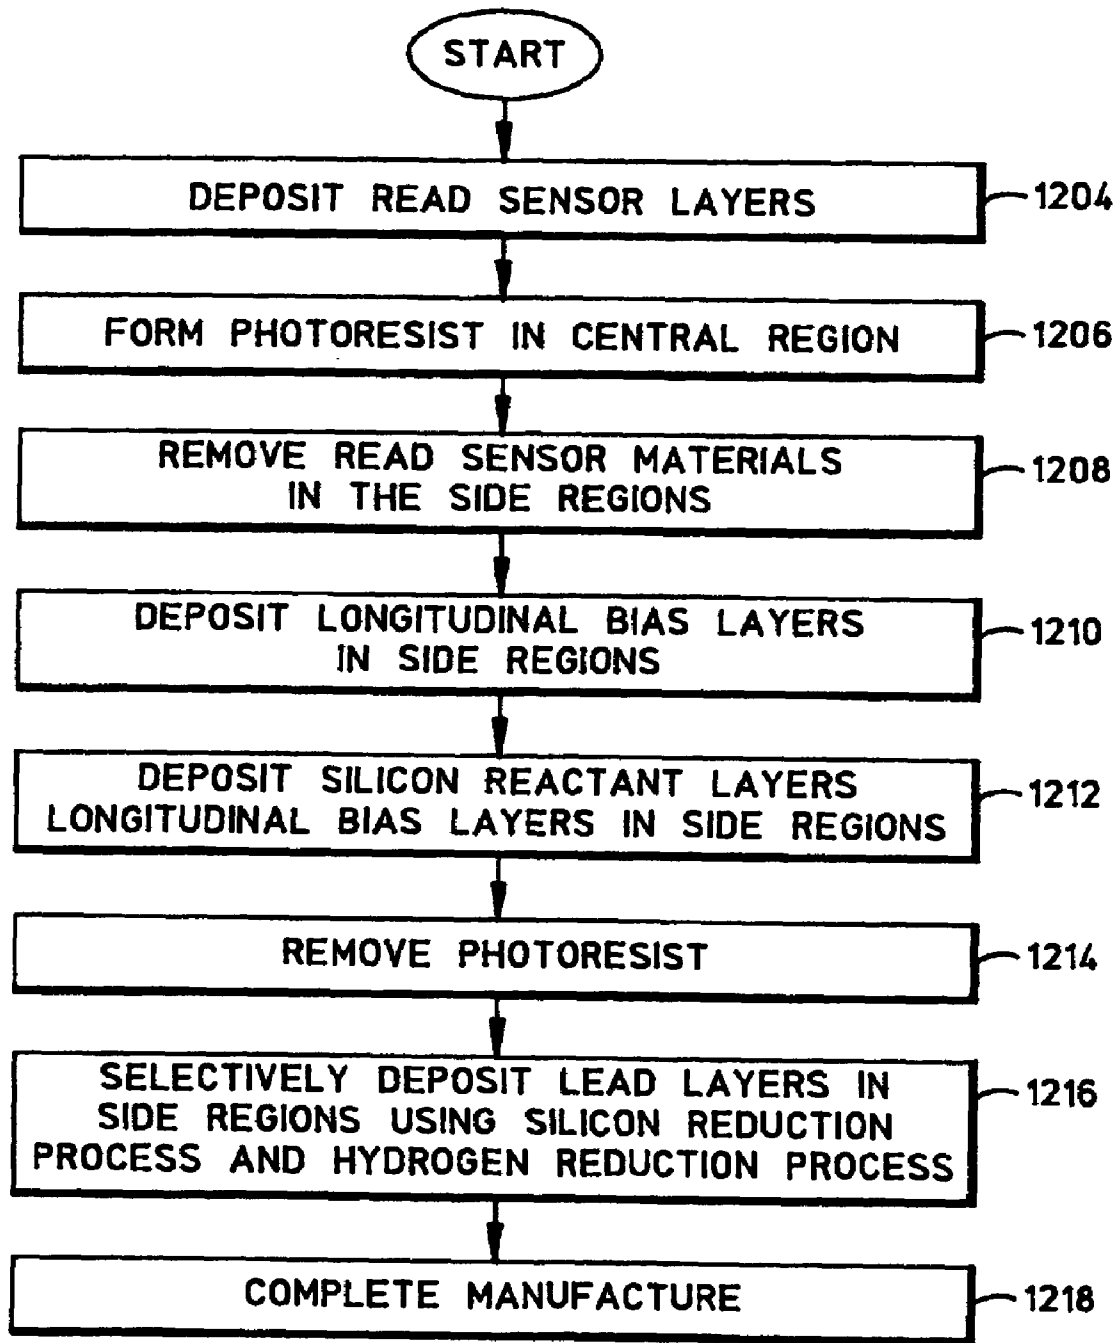 START
DEPOSIT READ SENSOR LAYERS
1204
FORM PHOTORESIST IN CENTRAL REGION
1206
REMOVE READ SENSOR MATERIALS
IN THE SIDE REGIONS
1208
DEPOSIT LONGITUDINAL BIAS LAYERS
IN SIDE REGIONS
1210
DEPOSIT SILICON REACTANT LAYERS
LONGITUDINAL BIAS LAYERS IN SIDE REGIONS
1212
REMOVE PHOTORESIST
1214
SELECTIVELY DEPOSIT LEAD LAYERS IN
SIDE REGIONS USING SILICON REDUCTION
PROCESS AND HYDROGEN REDUCTION PROCESS
1216
COMPLETE MANUFACTURE
1218